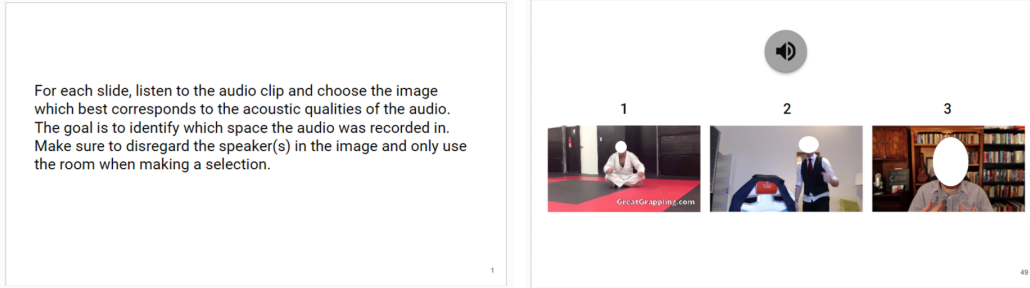 For each slide, listen to the audio clip and choose the image
which best corresponds to the acoustic qualities of the audio.
The goal is to identify which space the audio was recorded in.
Make sure to disregard the speaker(s) in the image and only use
the room when making a selection.
1
1 2 3
GreatGrappling.com
49